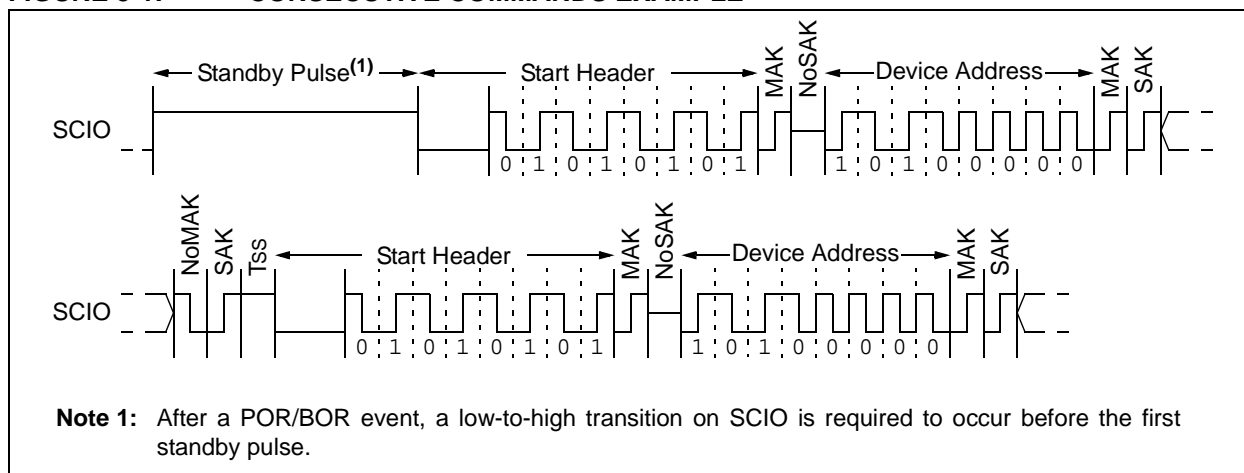 Standby Pulse(1) Start Header MAK NoSAK Device Address MAK SAK
SCIO
0 1 0 1 0 1 0 1 1 0 1 0 0 0 0 0
NoMAK SAK TSS Start Header MAK NoSAK Device Address MAK SAK
SCIO
0 1 0 1 0 1 0 1 1 0 1 0 0 0 0 0
Note 1: After a POR/BOR event, a low-to-high transition on SCIO is required to occur before the first
standby pulse.